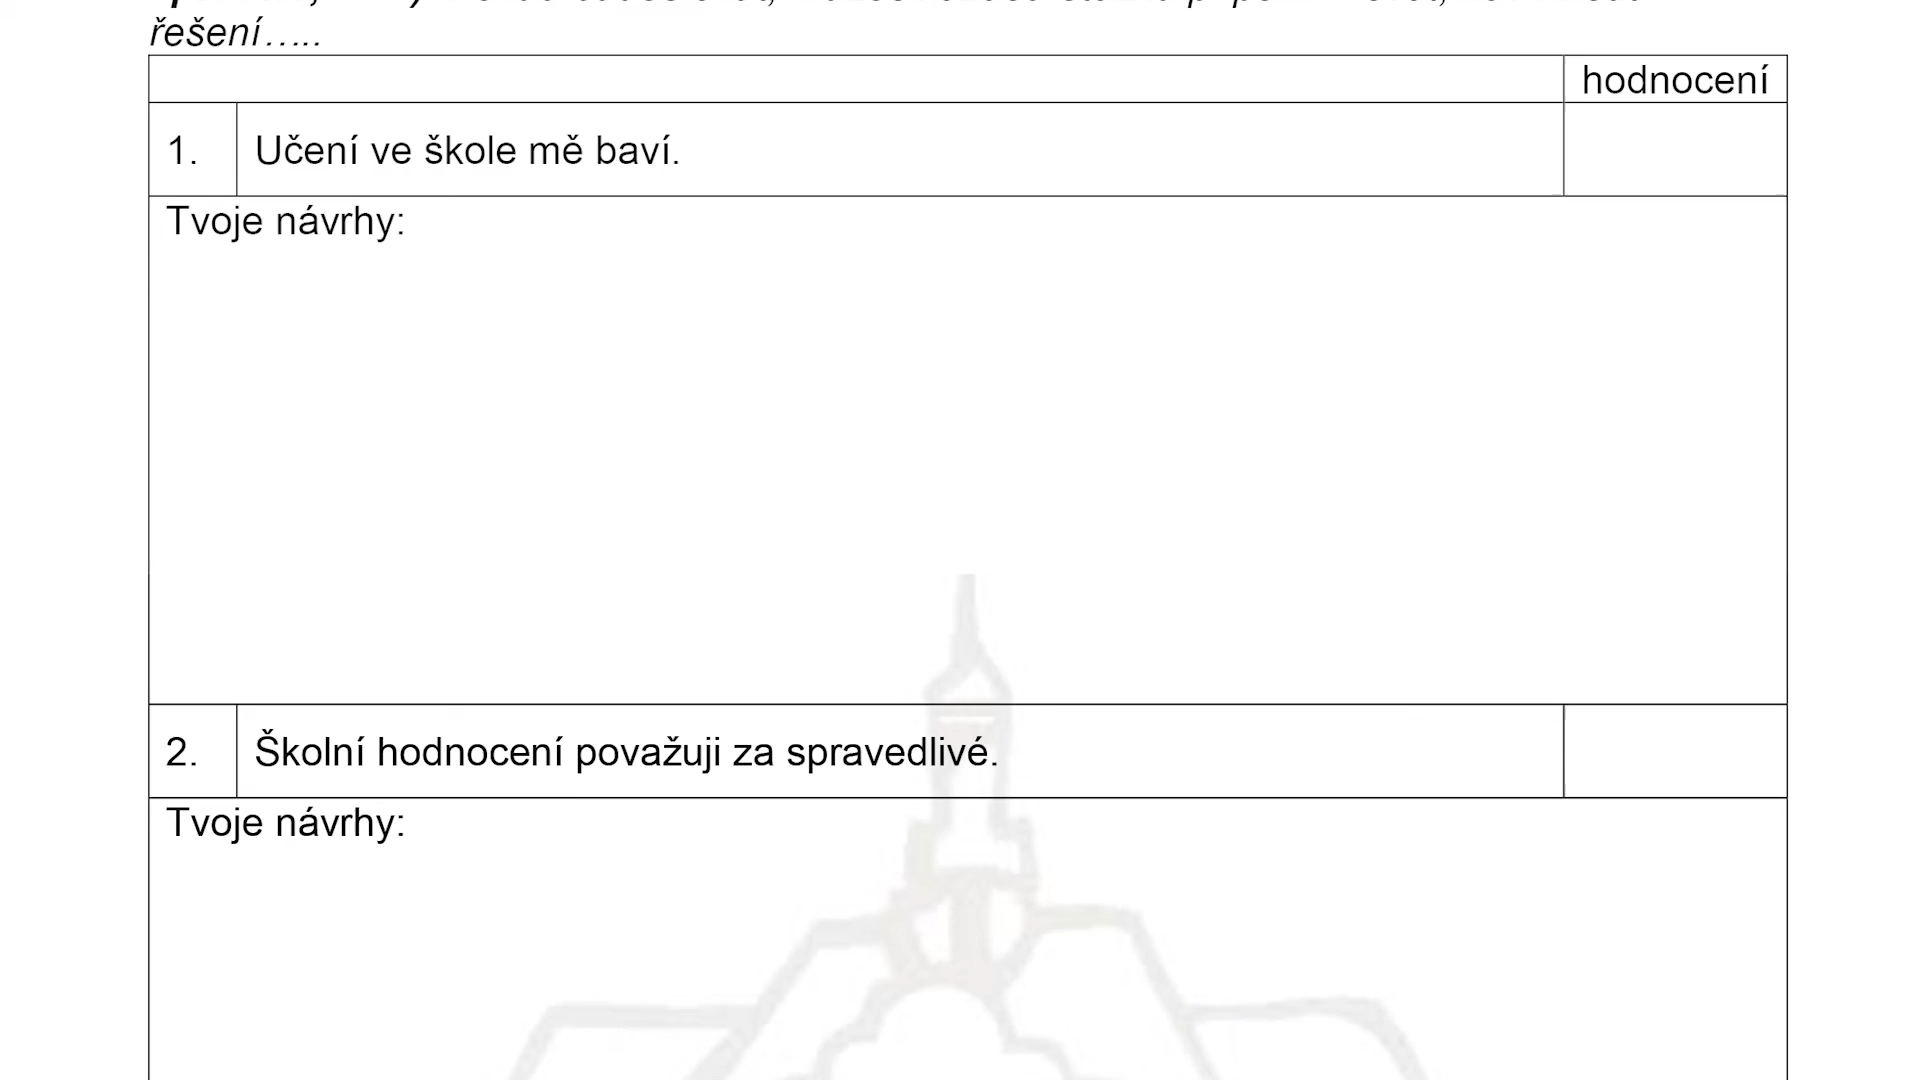 řešení…..
hodnocení
1. Učení ve škole mě baví.
Tvoje návrhy:
2. Školní hodnocení považuji za spravedlivé.
Tvoje návrhy: